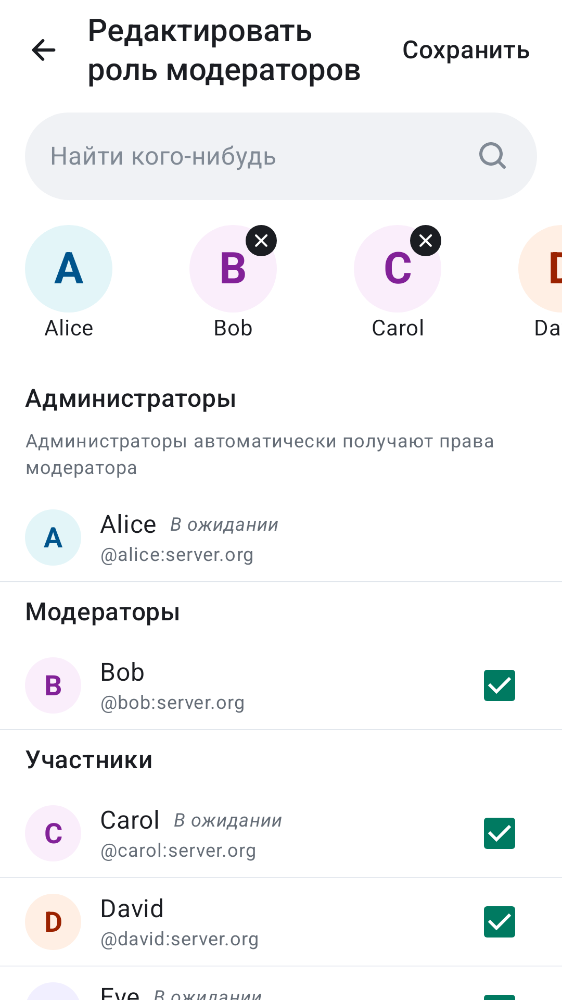 Редактировать
роль модераторов
Сохранить
Найти кого-нибудь
A
B
C
Alice
Bob
Carol
Da
Администраторы
Администраторы автоматически получают права
модератора
A
Alice В ожидании
@alice:server.org
Модераторы
B
Bob
@bob:server.org
Участники
C
Carol В ожидании
@carol:server.org
D
David
@david:server.org
Eve В ожидании